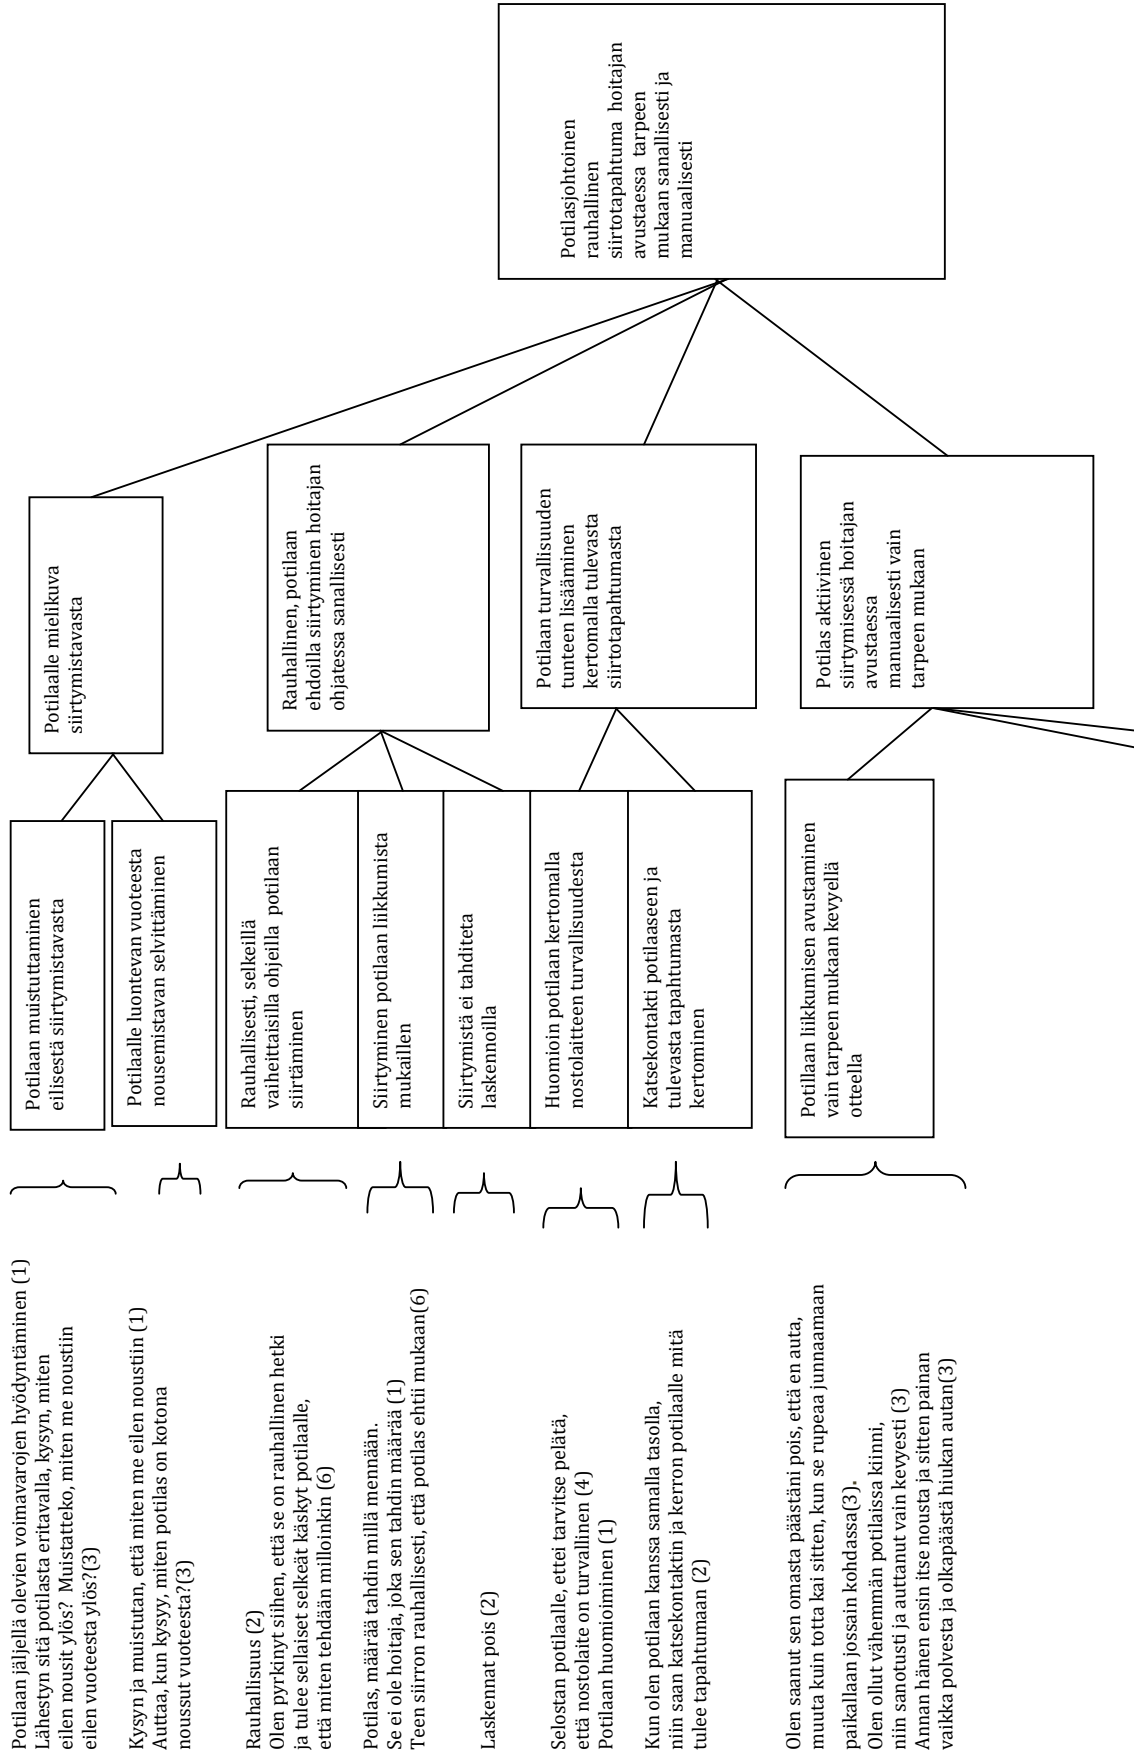 Potilaan jäljellä olevien voimavarojen hyödyntäminen (1)
Lähestyn sitä potilasta eritavalla, kysyn, miten
eilen nousit ylös?  Muistatteko, miten me noustiin
eilen vuoteesta ylös?(3)
Kysyn ja muistutan, että miten me eilen noustiin (1)
Auttaa, kun kysyy, miten potilas on kotona
noussut vuoteesta?(3)
Rauhallisuus (2)
Olen pyrkinyt siihen, että se on rauhallinen hetki
ja tulee sellaiset selkeät käskyt potilaalle,
että miten tehdään milloinkin (6)
Potilas, määrää tahdin millä mennään.
Se ei ole hoitaja, joka sen tahdin määrää (1)
Teen siirron rauhallisesti, että potilas ehtii mukaan(6)
Laskennat pois (2)
Selostan potilaalle, ettei tarvitse pelätä,
että nostolaite on turvallinen (4)
Potilaan huomioiminen (1)
Kun olen potilaan kanssa samalla tasolla,
niin saan katsekontaktin ja kerron potilaalle mitä
tulee tapahtumaan (2)
Olen saanut sen omasta päästäni pois, että en auta,
muuta kuin totta kai sitten, kun se rupeaa junnaamaan
paikallaan jossain kohdassa(3).
Olen ollut vähemmän potilaissa kiinni,
niin sanotusti ja auttanut vain kevyesti (3)
Annan hänen ensin itse nousta ja sitten painan
vaikka polvesta ja olkapäästä hiukan autan(3)
Potilaan muistuttaminen
eilisestä siirtymistavasta
Potilaalle luontevan vuoteesta
nousemistavan selvittäminen
Rauhallisesti, selkeillä
vaiheittaisilla ohjeilla  potilaan
siirtäminen
Siirtyminen potilaan liikkumista
mukaillen
Siirtymistä ei tahditeta
laskennoilla
Huomioin potilaan kertomalla
nostolaitteen turvallisuudesta
Katsekontakti potilaaseen ja
tulevasta tapahtumasta
kertominen
Potillaan liikkumisen avustaminen
vain tarpeen mukaan kevyellä
otteella
Potilaalle mielikuva
siirtymistavasta
Rauhallinen, potilaan
ehdoilla siirtyminen hoitajan
ohjatessa sanallisesti
Potilaan turvallisuuden
tunteen lisääminen
kertomalla tulevasta
siirtotapahtumasta
Potilas aktiivinen
siirtymisessä hoitajan
avustaessa
manuaalisesti vain
tarpeen mukaan
Potilasjohtoinen
rauhallinen
siirtotapahtuma  hoitajan
avustaessa  tarpeen
mukaan sanallisesti ja
manuaalisesti